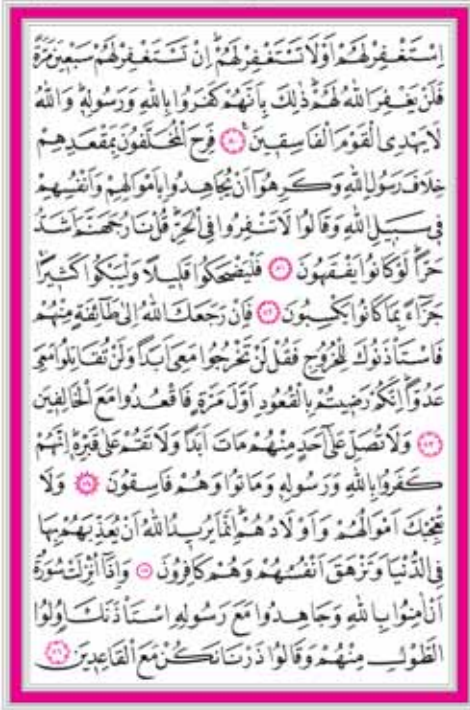 اِسْتَغْفِرْ لَهُمْ اَوْ لَا تَسْتَغْفِرْ لَهُمْ اِنْ تَسْتَغْفِرْ لَهُمْ سَبْعِينَ مَرَّةً
فَلَنْ يَغْفِرَ اللّٰهُ لَهُمْ ذٰلِكَ بِاَنَّهُمْ كَفَرُوا بِاللّٰهِ وَرَسُولِهِ وَاللّٰهُ
لَا يَهْدِى الْقَوْمَ الْفَاسِقِينَ ﴿٨٠﴾ فَرِحَ الْمُخَلَّفُونَ بِمَقْعَدِهِمْ
خِلَافَ رَسُولِ اللّٰهِ وَكَرِهُوا اَنْ يُجَاهِدُوا بِاَمْوَالِهِمْ وَاَنْفُسِهِمْ
فِى سَبِيلِ اللّٰهِ وَقَالُوا لَا تَنْفِرُوا فِى الْحَرِّ قُلْ نَارُ جَهَنَّمَ اَشَدُّ
حَرًّا لَوْ كَانُوا يَفْقَهُونَ ﴿٨١﴾ فَلْيَضْحَكُوا قَلِيلًا وَلْيَبْكُوا كَثِيرًا
جَزَاءً بِمَا كَانُوا يَكْسِبُونَ ﴿٨٢﴾ فَاِنْ رَجَعَكَ اللّٰهُ اِلٰى طَائِفَةٍ مِنْهُمْ
فَاسْتَأْذَنُوكَ لِلْخُرُوجِ فَقُلْ لَنْ تَخْرُجُوا مَعِىَ اَبَدًا وَلَنْ تُقَاتِلُوا مَعِىَ
عَدُوًّا اِنَّكُمْ رَضِيتُمْ بِالْقُعُودِ اَوَّلَ مَرَّةٍ فَاقْعُدُوا مَعَ الْخَالِفِينَ
﴿٨٣﴾ وَلَا تُصَلِّ عَلٰى اَحَدٍ مِنْهُمْ مَاتَ اَبَدًا وَلَا تَقُمْ عَلٰى قَبْرِهِ اِنَّهُمْ
كَفَرُوا بِاللّٰهِ وَرَسُولِهِ وَمَاتُوا وَهُمْ فَاسِقُونَ ﴿٨٤﴾ وَلَا
تُعْجِبْكَ اَمْوَالُهُمْ وَاَوْلَادُهُمْ اِنَّمَا يُرِيدُ اللّٰهُ اَنْ يُعَذِّبَهُمْ بِهَا
فِى الدُّنْيَا وَتَزْهَقَ اَنْفُسُهُمْ وَهُمْ كَافِرُونَ ﴿٨٥﴾ وَاِذَا اُنْزِلَتْ سُورَةٌ
اَنْ اٰمِنُوا بِاللّٰهِ وَجَاهِدُوا مَعَ رَسُولِهِ اسْتَأْذَنَكَ اُولُوا
الطَّوْلِ مِنْهُمْ وَقَالُوا ذَرْنَا نَكُنْ مَعَ الْقَاعِدِينَ ﴿٨٦﴾